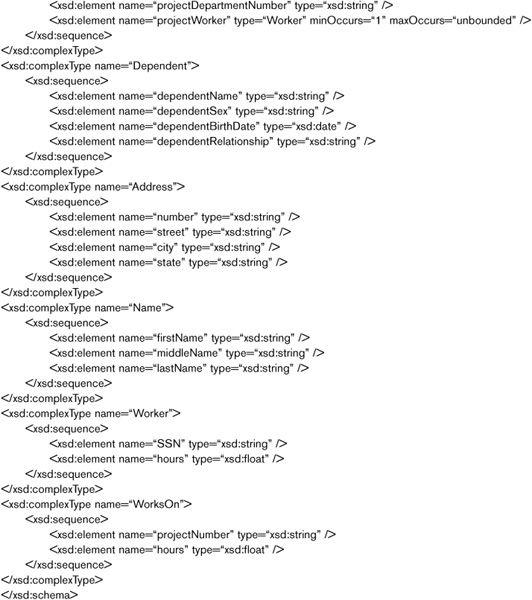 <xsd:element name=“projectDepartmentNumber” type=“xsd:string” />
<xsd:element name=“projectWorker” type=“Worker” minOccurs=“1” maxOccurs=“unbounded” />
</xsd:sequence>
</xsd:complexType>
<xsd:complexType name=“Dependent”>
<xsd:sequence>
<xsd:element name=“dependentName” type=“xsd:string” />
<xsd:element name=“dependentSex” type=“xsd:string” />
<xsd:element name=“dependentBirthDate” type=“xsd:date” />
<xsd:element name=“dependentRelationship” type=“xsd:string” />
</xsd:sequence>
</xsd:complexType>
<xsd:complexType name=“Address”>
<xsd:sequence>
<xsd:element name=“number” type=“xsd:string” />
<xsd:element name=“street” type=“xsd:string” />
<xsd:element name=“city” type=“xsd:string” />
<xsd:element name=“state” type=“xsd:string” />
</xsd:sequence>
</xsd:complexType>
<xsd:complexType name=“Name”>
<xsd:sequence>
<xsd:element name=“firstName” type=“xsd:string” />
<xsd:element name=“middleName” type=“xsd:string” />
<xsd:element name=“lastName” type=“xsd:string” />
</xsd:sequence>
</xsd:complexType>
<xsd:complexType name=“Worker”>
<xsd:sequence>
<xsd:element name=“SSN” type=“xsd:string” />
<xsd:element name=“hours” type=“xsd:float” />
</xsd:sequence>
</xsd:complexType>
<xsd:complexType name=“WorksOn”>
<xsd:sequence>
<xsd:element name=“projectNumber” type=“xsd:string” />
<xsd:element name=“hours” type=“xsd:float” />
</xsd:sequence>
</xsd:complexType>
</xsd:schema>